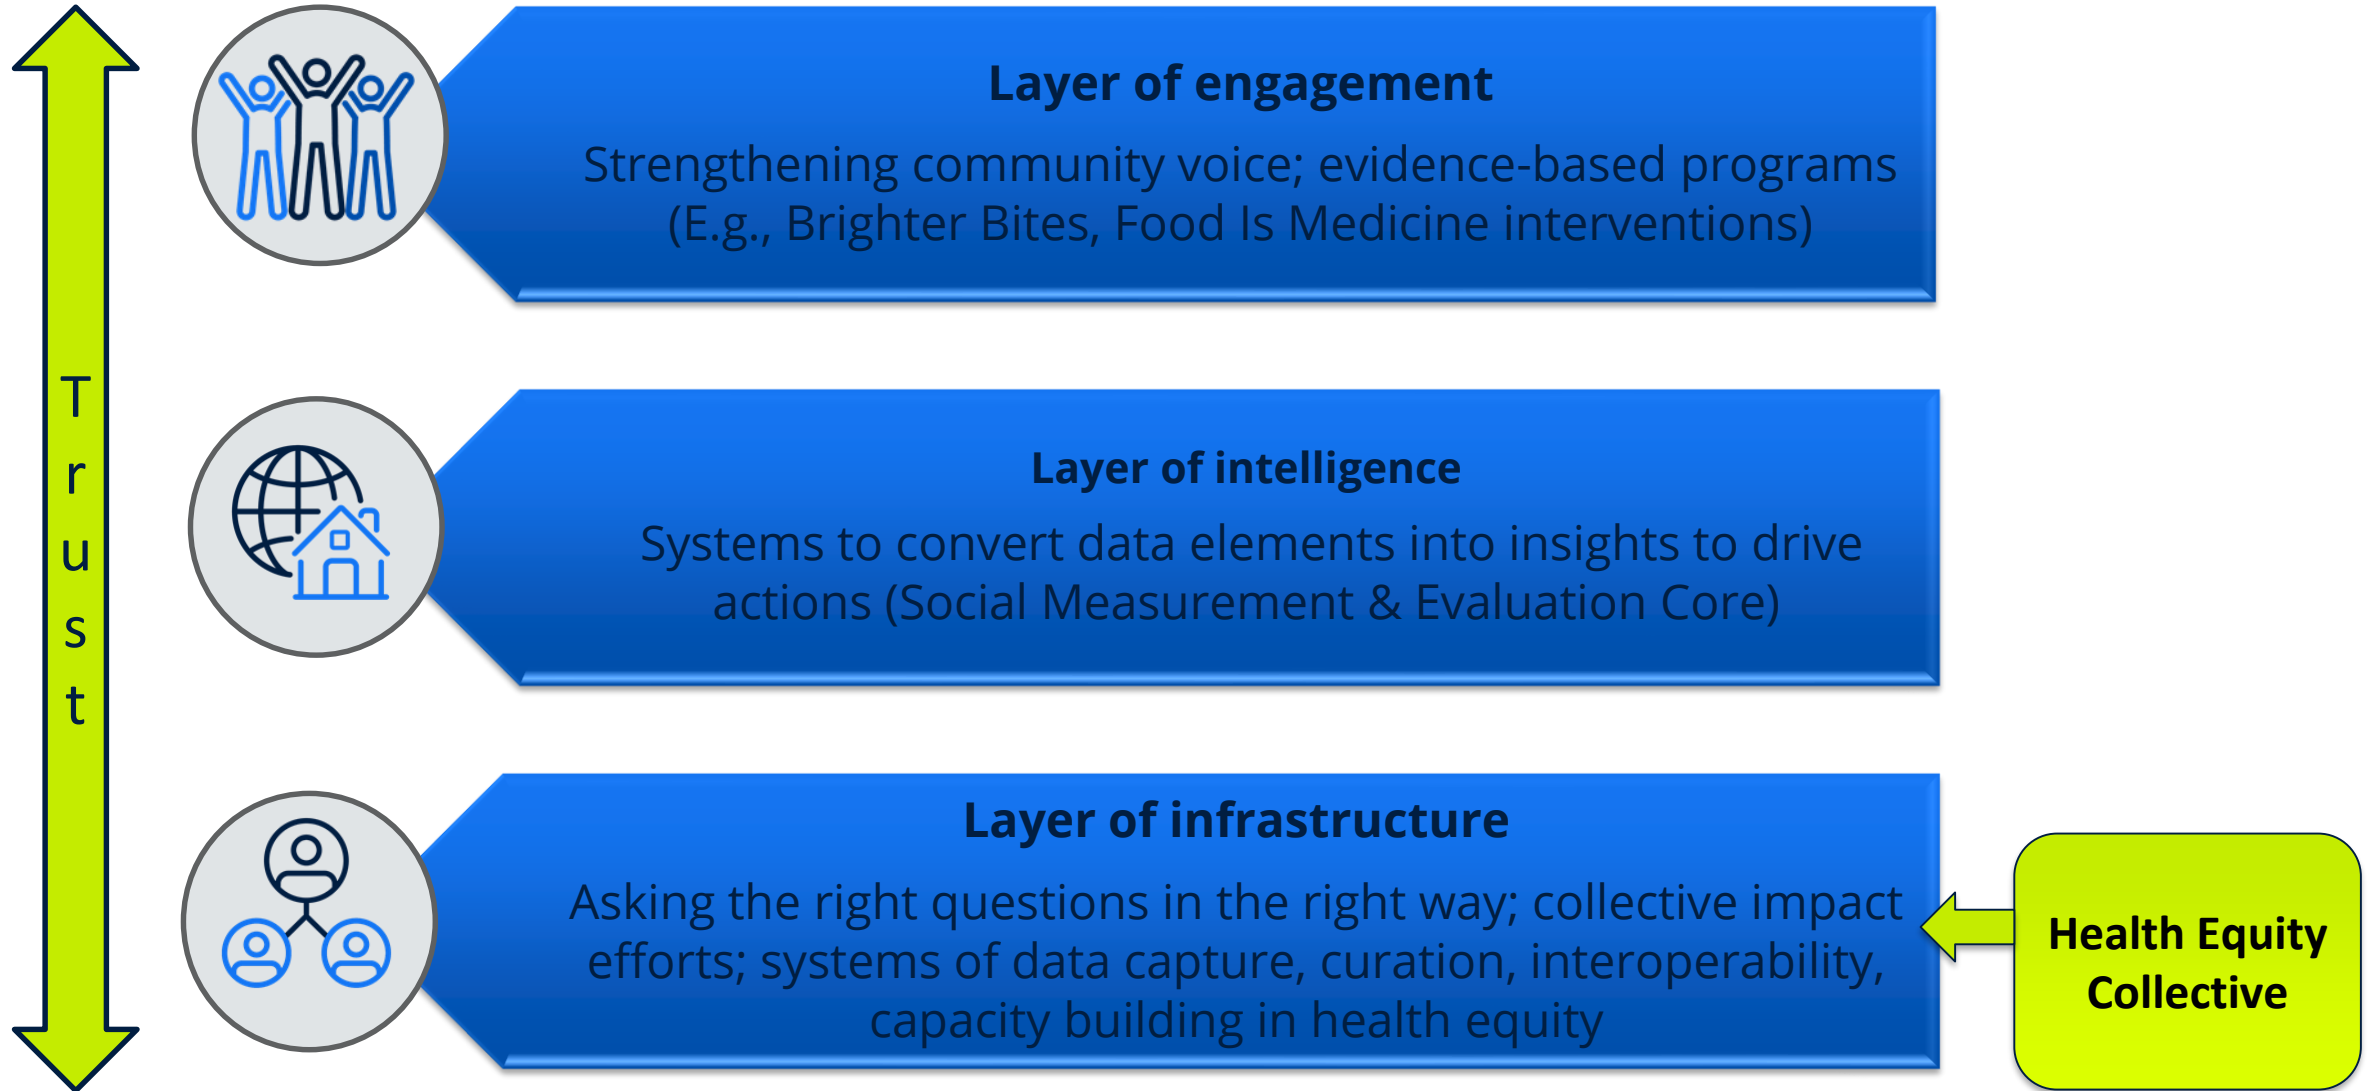 T
r
u
s
t
Layer of engagement
Strengthening community voice; evidence-based programs
(E.g., Brighter Bites, Food Is Medicine interventions)
Layer of intelligence
Systems to convert data elements into insights to drive
actions (Social Measurement & Evaluation Core)
Layer of infrastructure
Asking the right questions in the right way; collective impact
efforts; systems of data capture, curation, interoperability,
capacity building in health equity
Health Equity
Collective